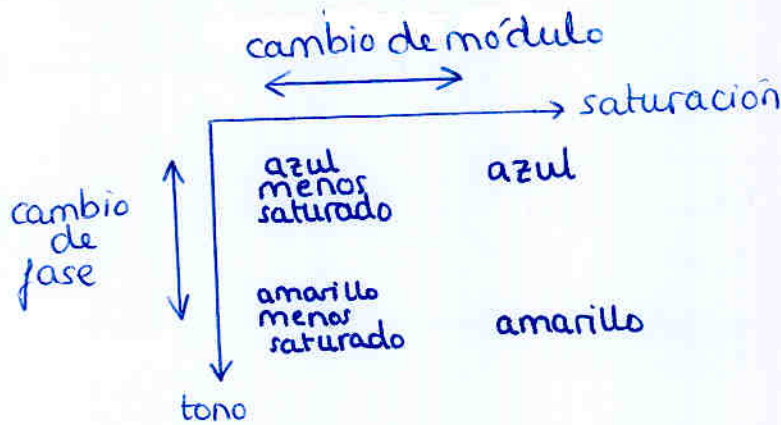 cambio de módulo
saturación
azul
menos
saturado
azul
cambio
de
fase
amarillo
menos
saturado
amarillo
tono